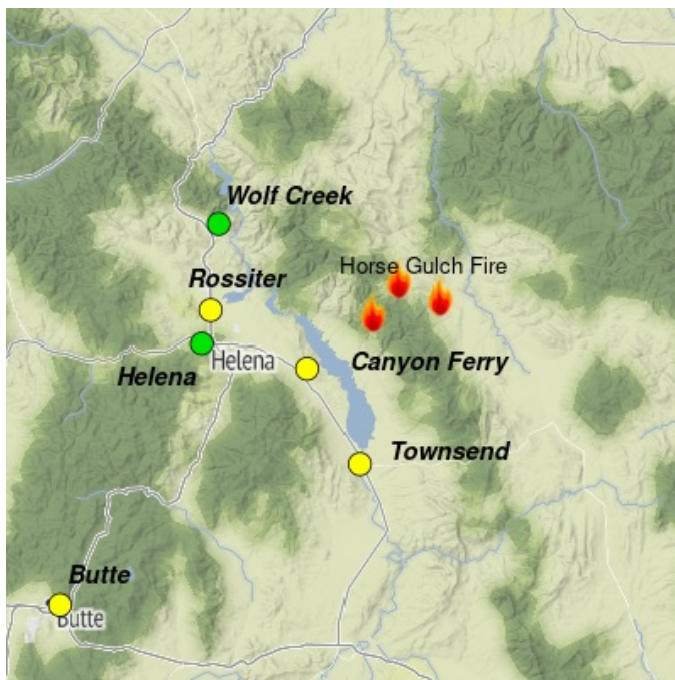 Wolf Creek
Horse Gulch Fire
Rossiter
Helena
Canyon Ferry
Helena
Townsend
Butte
Butte